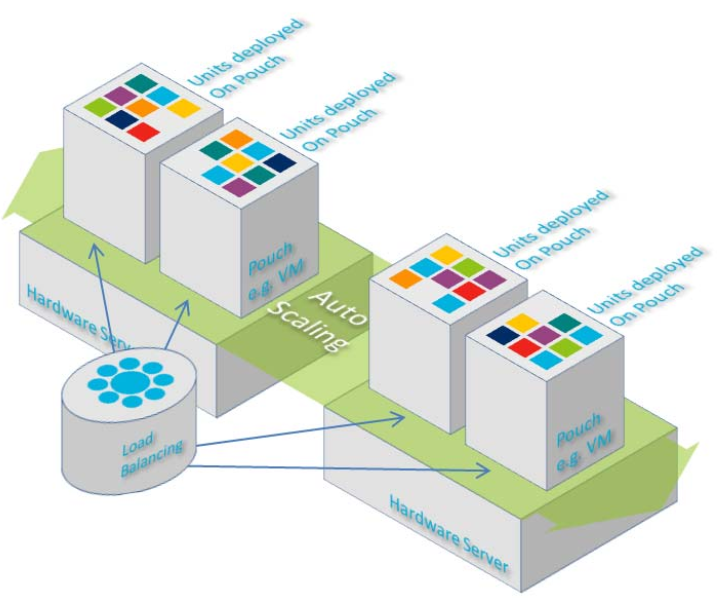 Units deployed
On Pouch
Units deployed
On Pouch
Pouch
e.g: VM
Hardware Serv
Auto
Scaling
Units deployed
On Pouch
Units deployed
On Pouch
Load
Balancing
Pouch
e.g: VM
Hardware Server